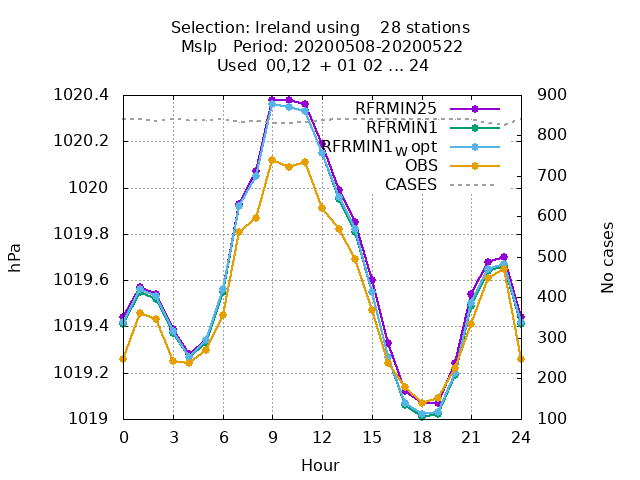 Selection: Ireland using 28 stations
Mslp Period: 20200508-20200522
Used 00,12 + 01 02 ... 24
1020.4
1020.2
1020
1019.8
1019.6
1019.4
1019.2
1019
hPa
900
800
700
600
500
400
300
200
100
No cases
RFRMIN25
RFRMIN1
RFRMIN1w opt
OBS
CASES
0 3 6 9 12 15 18 21 24
Hour